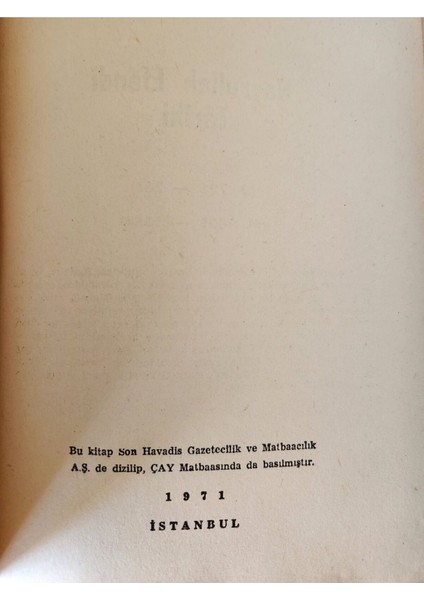 Bu kitap Son Havadis Gazetecilik ve Matbaacılık
A.Ş. de dizilip, ÇAY Matbaasında da basılmıştır.
1 9 7 1
İSTANBUL